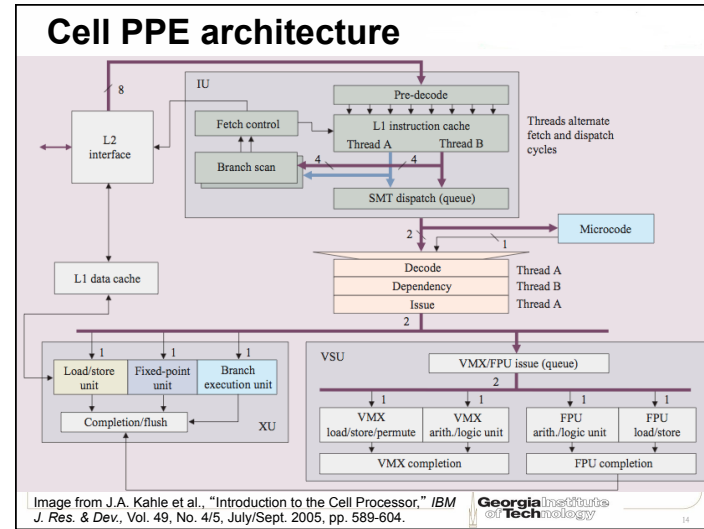 Cell PPE architecture
8
IU
Pre-decode
Fetch control
L1 instruction cache
Thread A
Thread B
Threads alternate
fetch and dispatch
cycles
L2
interface
Branch scan
4
4
SMT dispatch (queue)
2
1
Microcode
L1 data cache
Decode
Thread A
Dependency
Thread B
Issue
Thread A
2
1
1
1
Load/store
unit
Fixed-point
unit
Branch
execution unit
Completion/flush
XU
VSU
VMX/FPU issue (queue)
2
1
1
1
1
VMX
load/store/permute
VMX
arith./logic unit
FPU
arith./logic unit
FPU
load/store
VMX completion
FPU completion
Image from J.A. Kahle et al., “Introduction to the Cell Processor,” IBM
J. Res. & Dev., Vol. 49, No. 4/5, July/Sept. 2005, pp. 589-604.
Georgia Institute
of Technology
14